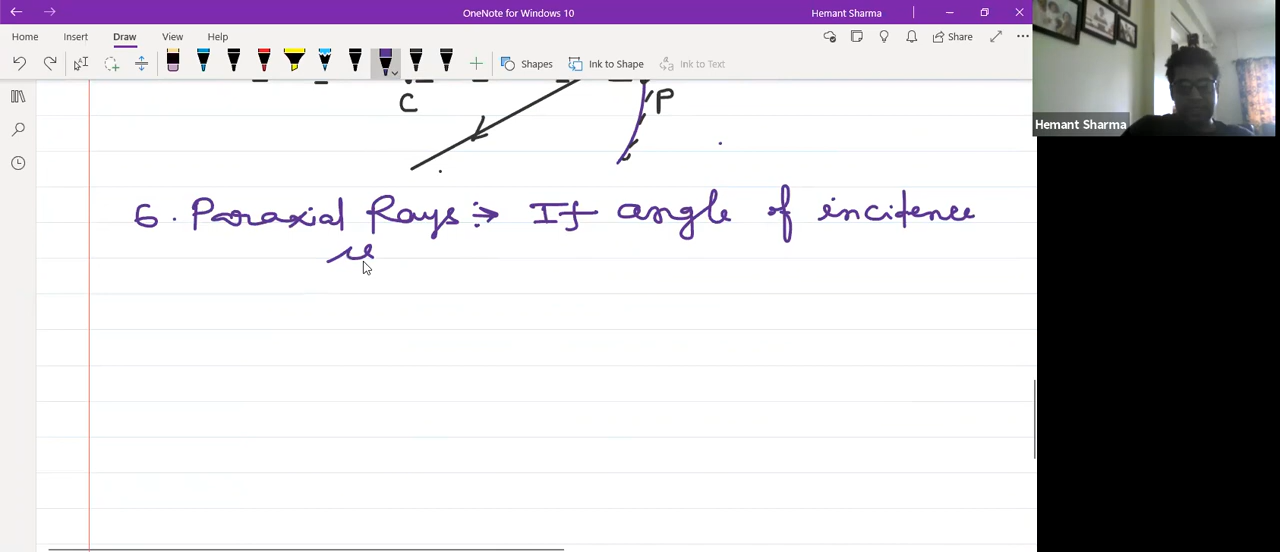 OneNote for Windows 10
Hemant Sharma
Home Insert Draw View Help
Share
Shapes
Ink to Shape
Ink to Text
Hemant Sharma
C
P
6. Paraxial Rays :→ If angle of incidence